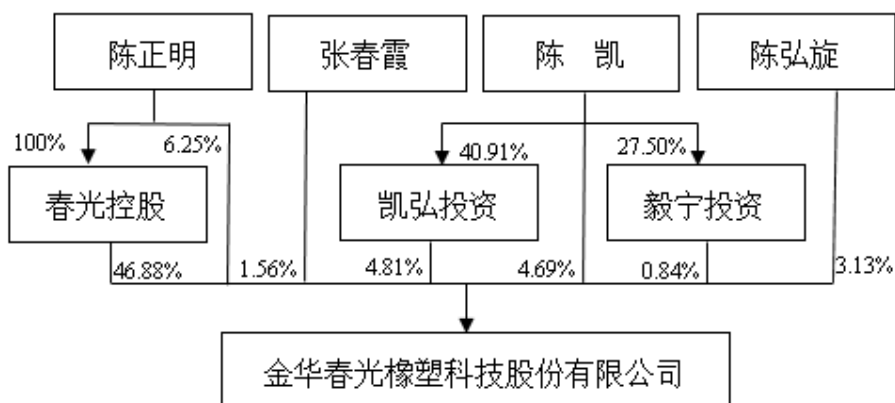 陈正明
张春霞
陈 凯
陈弘旋
100%
6.25%
40.91%
27.50%
春光控股
凯弘投资
毅宁投资
46.88%
1.56%
4.81%
4.69%
0.84%
3.13%
金华春光橡塑科技股份有限公司